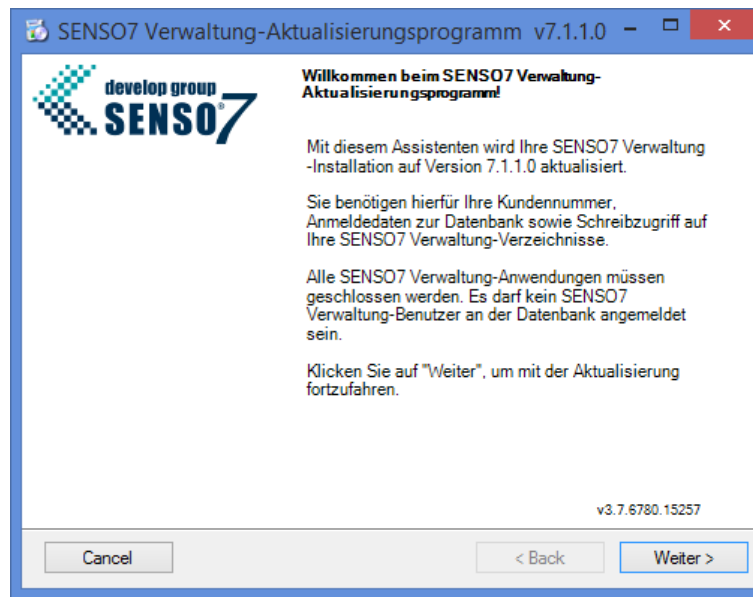 SENSO7 Verwaltung-Aktualisierungsprogramm v7.1.1.0
develop group
SENSO®7
Willkommen beim SENSO7 Verwaltung-
Aktualisierungsprogramm!
Mit diesem Assistenten wird Ihre SENSO7 Verwaltung
-Installation auf Version 7.1.1.0 aktualisiert.
Sie benötigen hierfür Ihre Kundennummer,
Anmeldedaten zur Datenbank sowie Schreibzugriff auf
Ihre SENSO7 Verwaltung-Verzeichnisse.
Alle SENSO7 Verwaltung-Anwendungen müssen
geschlossen werden. Es darf kein SENSO7
Verwaltung-Benutzer an der Datenbank angemeldet
sein.
Klicken Sie auf "Weiter", um mit der Aktualisierung
fortzufahren.
v3.7.6780.15257
Cancel
< Back
Weiter >